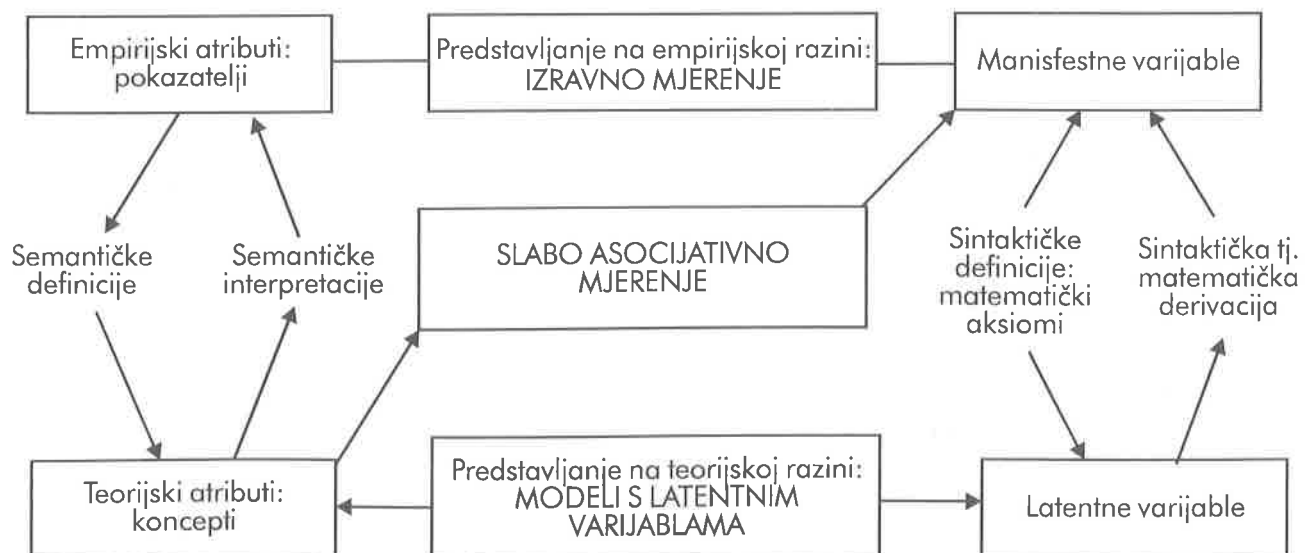 Empirijski atributi:
pokazatelji
Predstavljanje na empirijskoj razini:
IZRAVNO MJERENJE
Manisfestne varijable
Semantičke
definicije
Semantičke
interpretacije
SLABO ASOCIJATIVNO
MJERENJE
Sintaktičke
definicije:
matematički
aksiomi
Sintaktička tj.
matematička
derivacija
Teorijski atributi:
koncepti
Predstavljanje na teorijskoj razini:
MODELI S LATENTNIM
VARIJABLAMA
Latentne varijable